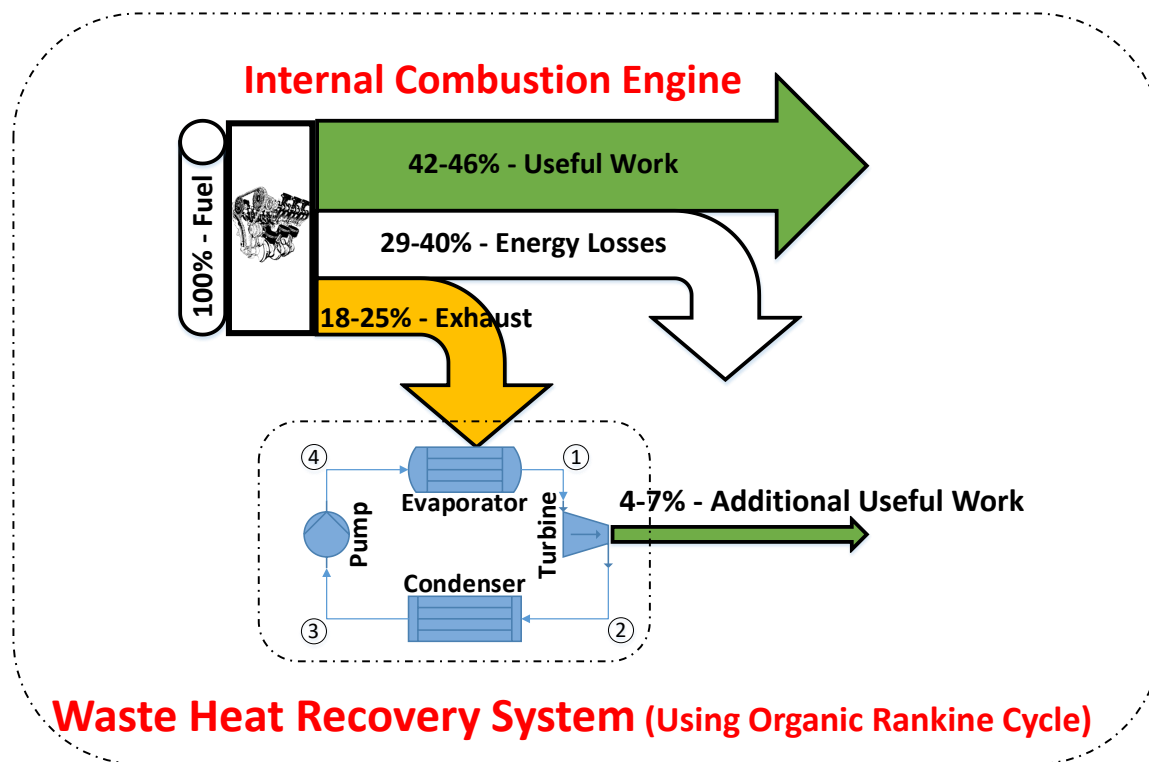 Internal Combustion Engine
100% - Fuel
42-46% - Useful Work
29-40% - Energy Losses
18-25% - Exhaust
④
①
Evaporator
Pump
Turbine
4-7% - Additional Useful Work
Condenser
③
②
Waste Heat Recovery System (Using Organic Rankine Cycle)